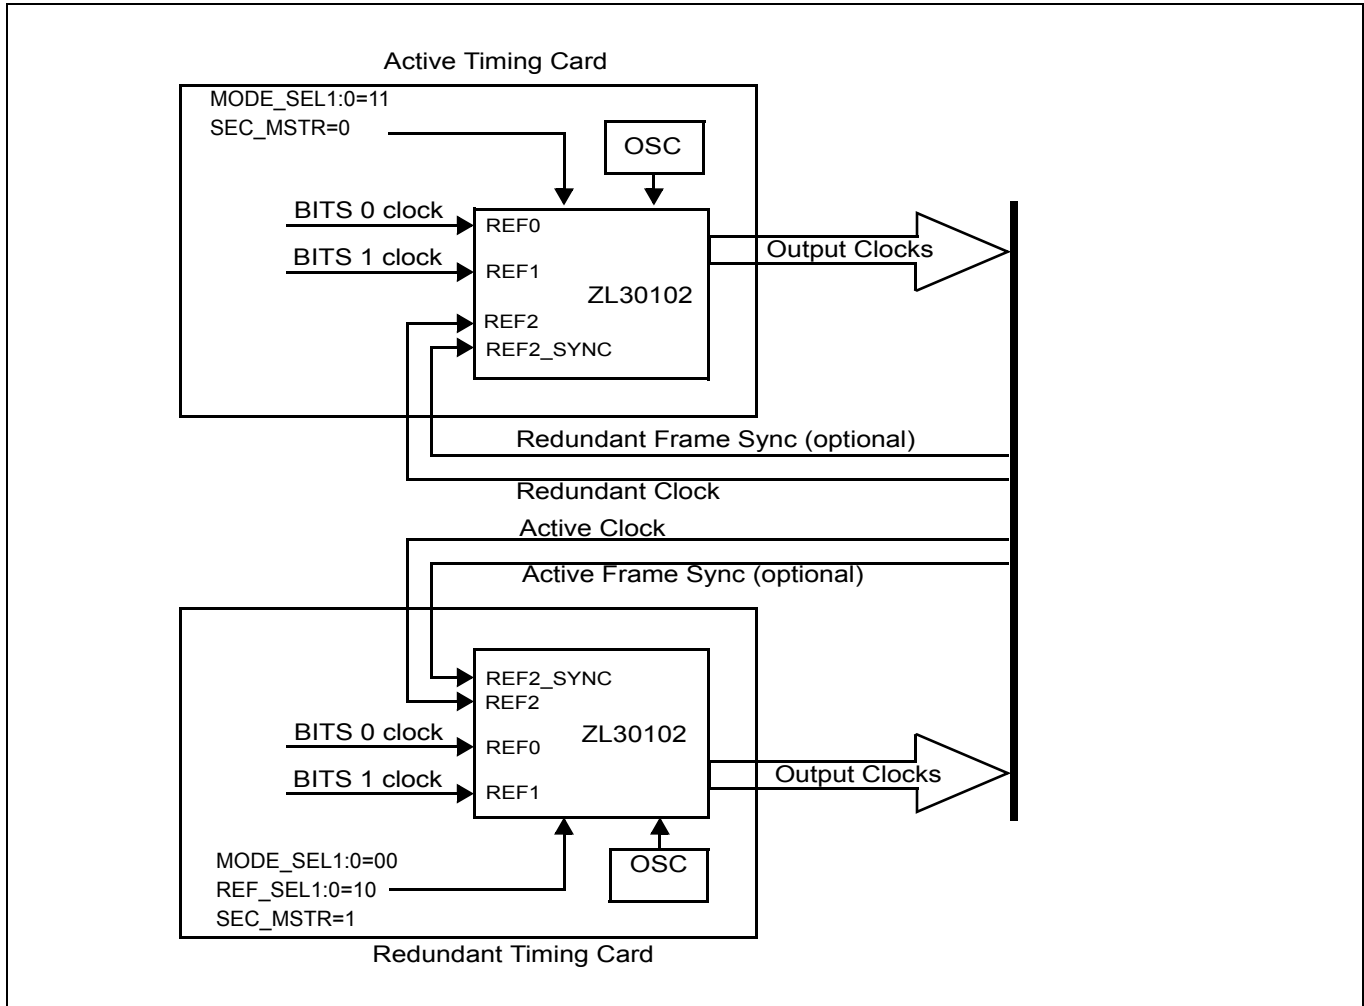 Active Timing Card
MODE_SEL1:0=11
SEC_MSTR=0
OSC
BITS 0 clock
REF0
BITS 1 clock
REF1
ZL30102
REF2
REF2_SYNC
Output Clocks
Redundant Frame Sync (optional)
Redundant Clock
Active Clock
Active Frame Sync (optional)
REF2_SYNC
REF2
BITS 0 clock
REF0
ZL30102
BITS 1 clock
REF1
Output Clocks
MODE_SEL1:0=00
REF_SEL1:0=10
SEC_MSTR=1
OSC
Redundant Timing Card